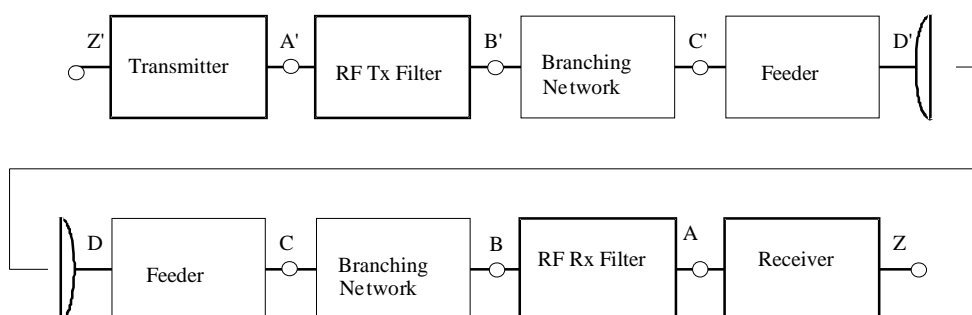 Z'
Transmitter
A'
RF Tx Filter
B'
Branching
Network
C'
Feeder
D'
D
Feeder
C
Branching
Network
B
RF Rx Filter
A
Receiver
Z